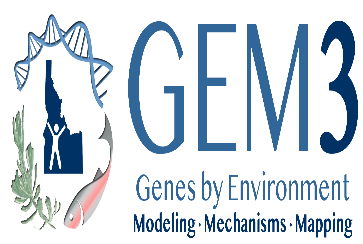 GEM3
Genes by Environment
Modeling · Mechanisms · Mapping